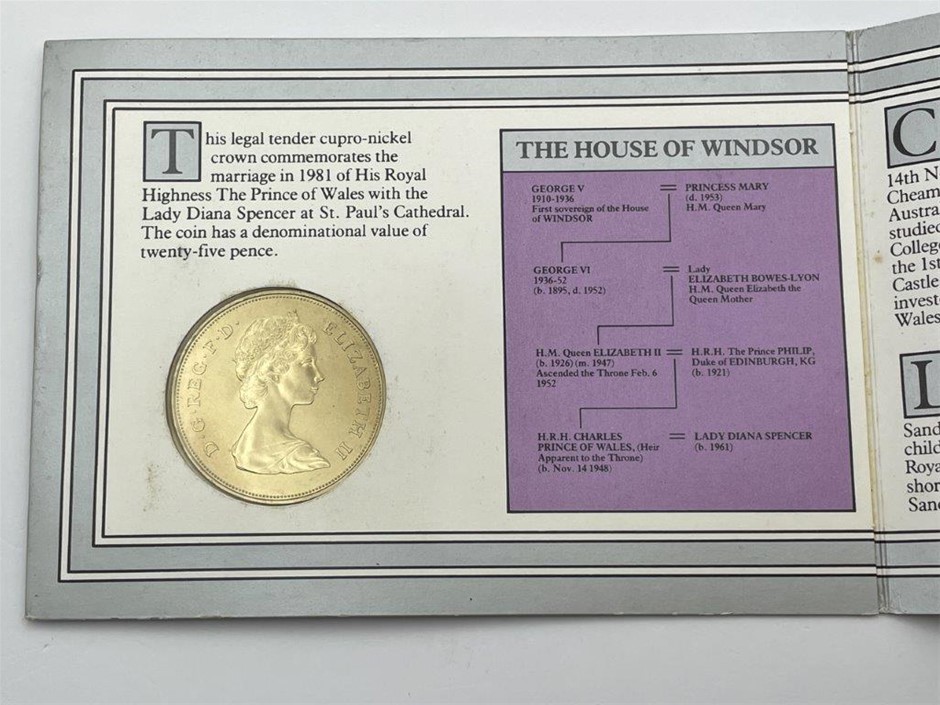 This legal tender cupro-nickel
crown commemorates the
marriage in 1981 of His Royal
Highness The Prince of Wales with the
Lady Diana Spencer at St. Paul's Cathedral.
The coin has a denominational value of
twenty-five pence.
D·G·REG·F·D· ELIZABETH II
THE HOUSE OF WINDSOR
GEORGE V = PRINCESS MARY
1910-1936 (d. 1953)
First sovereign of the House H.M. Queen Mary
of WINDSOR
GEORGE VI = Lady
1936-52 ELIZABETH BOWES-LYON
(b. 1895, d. 1952) H.M. Queen Elizabeth the
Queen Mother
H.M. Queen ELIZABETH II = H.R.H. The Prince PHILIP,
(b. 1926) (m. 1947) Duke of EDINBURGH, KG
Ascended the Throne Feb. 6 (b. 1921)
1952
H.R.H. CHARLES = LADY DIANA SPENCER
PRINCE OF WALES, (Heir (b. 1961)
Apparent to the Throne)
(b. Nov. 14 1948)
C
14th N
Cheam
Austra
studied
Colleg
the 1st
Castle
invest
Wales
L
Sand
child
Roya
shor
San